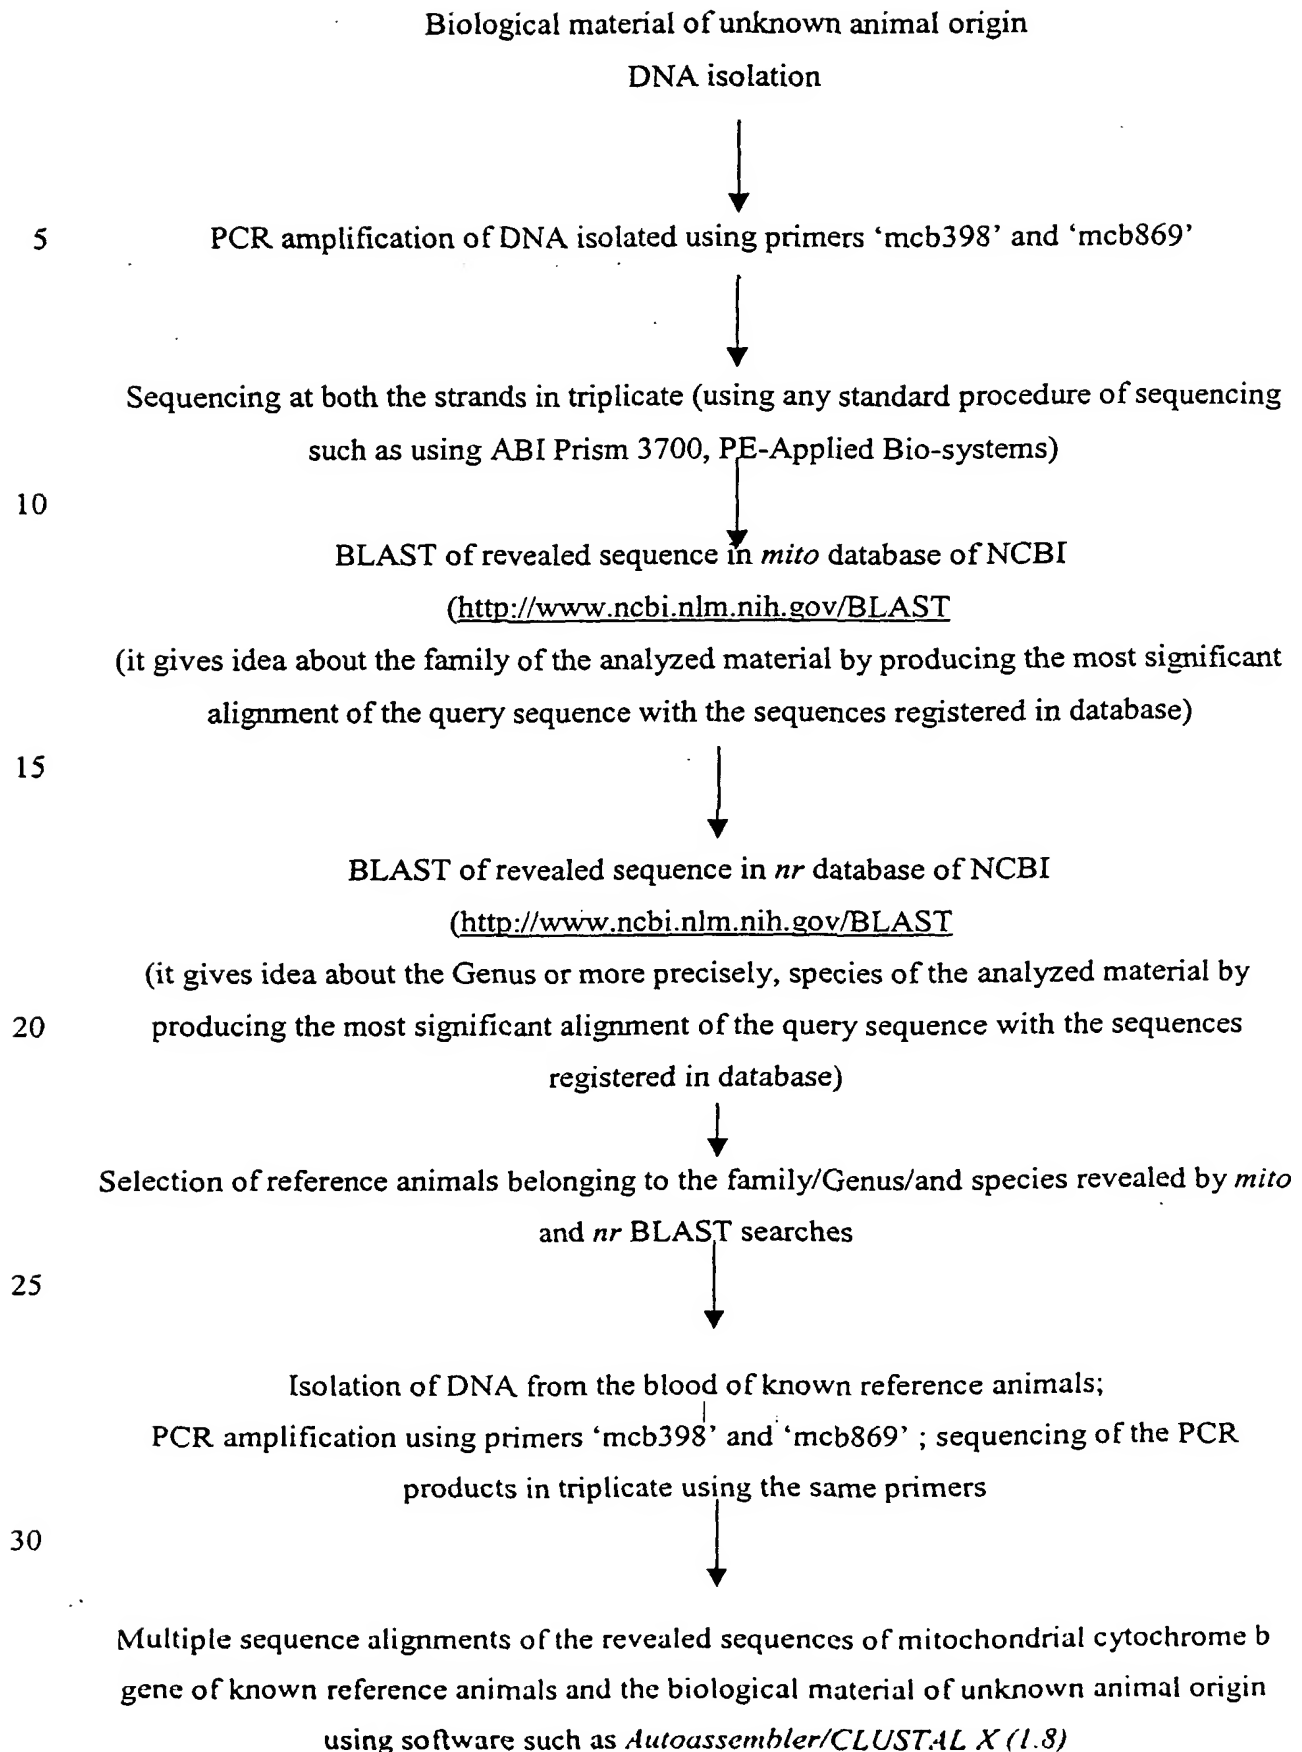 Biological material of unknown animal origin
DNA isolation
5 PCR amplification of DNA isolated using primers ‘mcb398’ and ‘mcb869’
Sequencing at both the strands in triplicate (using any standard procedure of sequencing
such as using ABI Prism 3700, PE-Applied Bio-systems)
10
BLAST of revealed sequence in mito database of NCBI
(http://www.ncbi.nlm.nih.gov/BLAST
(it gives idea about the family of the analyzed material by producing the most significant
alignment of the query sequence with the sequences registered in database)
15
BLAST of revealed sequence in nr database of NCBI
(http://www.ncbi.nlm.nih.gov/BLAST
(it gives idea about the Genus or more precisely, species of the analyzed material by
20 producing the most significant alignment of the query sequence with the sequences
registered in database)
Selection of reference animals belonging to the family/Genus/and species revealed by mito
and nr BLAST searches
25
Isolation of DNA from the blood of known reference animals;
PCR amplification using primers ‘mcb398’ and ‘mcb869’ ; sequencing of the PCR
products in triplicate using the same primers
30
Multiple sequence alignments of the revealed sequences of mitochondrial cytochrome b
gene of known reference animals and the biological material of unknown animal origin
using software such as Autoassembler/CLUSTAL X (1.8)